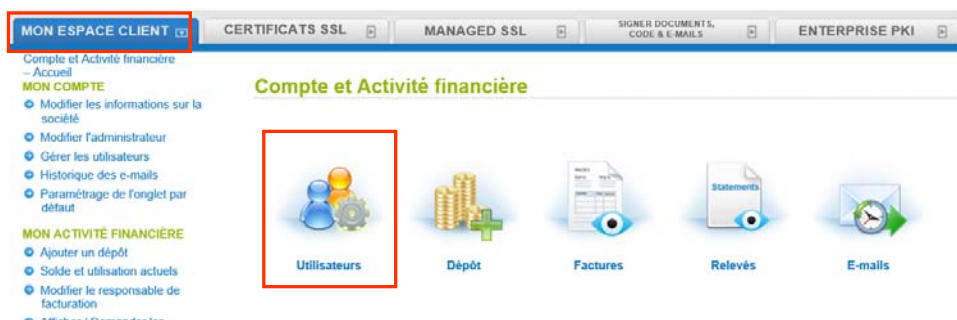 MON ESPACE CLIENT
CERTIFICATS SSL
MANAGED SSL
SIGNER DOCUMENTS,
CODE & E-MAILS
ENTERPRISE PKI
Compte et Activité financière
– Accueil
MON COMPTE
Modifier les informations sur la
société
Modifier l'administrateur
Gérer les utilisateurs
Historique des e-mails
Paramétrage de l'onglet par
défaut
MON ACTIVITÉ FINANCIÈRE
Ajouter un dépôt
Solde et utilisation actuels
Modifier le responsable de
facturation
Compte et Activité financière
Statements
Utilisateurs
Dépôt
Factures
Relevés
E-mails